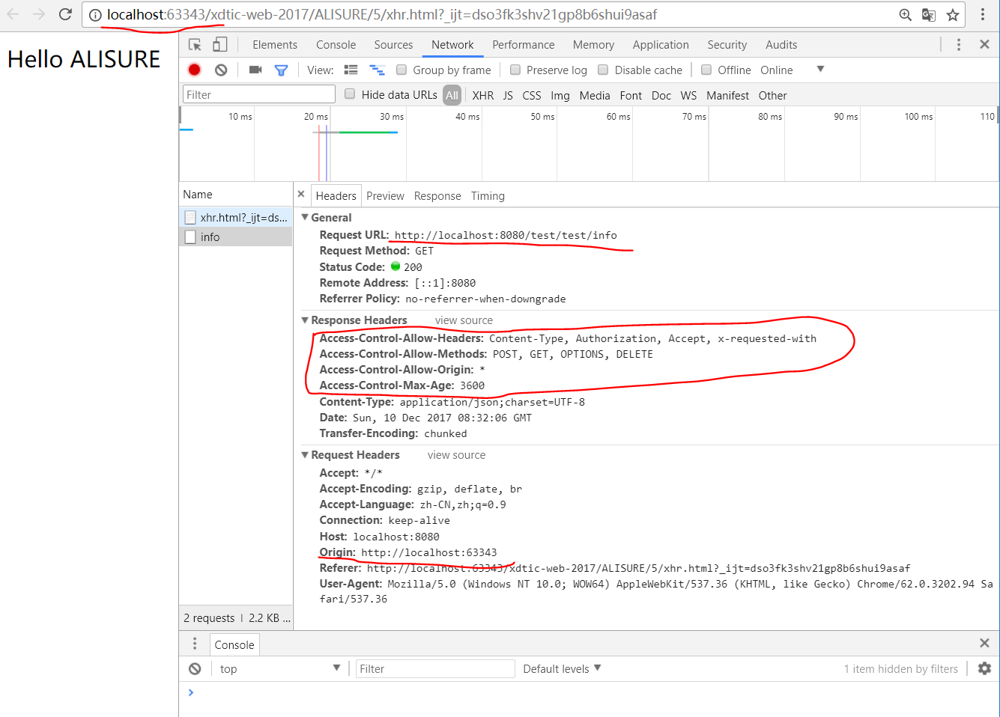 localhost:63343/xdtic-web-2017/ALISURE/5/xhr.html?_ijt=dso3fk3shv21gp8b6shui9asaf
Hello ALISURE
Elements Console Sources Network Performance Memory Application Security Audits
View: Group by frame Preserve log Disable cache Offline Online
Filter Hide data URLs All XHR JS CSS Img Media Font Doc WS Manifest Other
10 ms 20 ms 30 ms 40 ms 50 ms 60 ms 70 ms 80 ms 90 ms 100 ms 110
Name
xhr.html?_ijt=ds...
info
2 requests | 2.2 KB ...
Headers Preview Response Timing
General
Request URL: http://localhost:8080/test/test/info
Request Method: GET
Status Code: 200
Remote Address: [::1]:8080
Referrer Policy: no-referrer-when-downgrade
Response Headers view source
Access-Control-Allow-Headers: Content-Type, Authorization, Accept, x-requested-with
Access-Control-Allow-Methods: POST, GET, OPTIONS, DELETE
Access-Control-Allow-Origin: *
Access-Control-Max-Age: 3600
Content-Type: application/json;charset=UTF-8
Date: Sun, 10 Dec 2017 08:32:06 GMT
Transfer-Encoding: chunked
Request Headers view source
Accept: */*
Accept-Encoding: gzip, deflate, br
Accept-Language: zh-CN,zh;q=0.9
Connection: keep-alive
Host: localhost:8080
Origin: http://localhost:63343
Referer: http://localhost:63343/xdtic-web-2017/ALISURE/5/xhr.html?_ijt=dso3fk3shv21gp8b6shui9asaf
User-Agent: Mozilla/5.0 (Windows NT 10.0; WOW64) AppleWebKit/537.36 (KHTML, like Gecko) Chrome/62.0.3202.94 Sa
fari/537.36
Console
top Filter Default levels 1 item hidden by filters